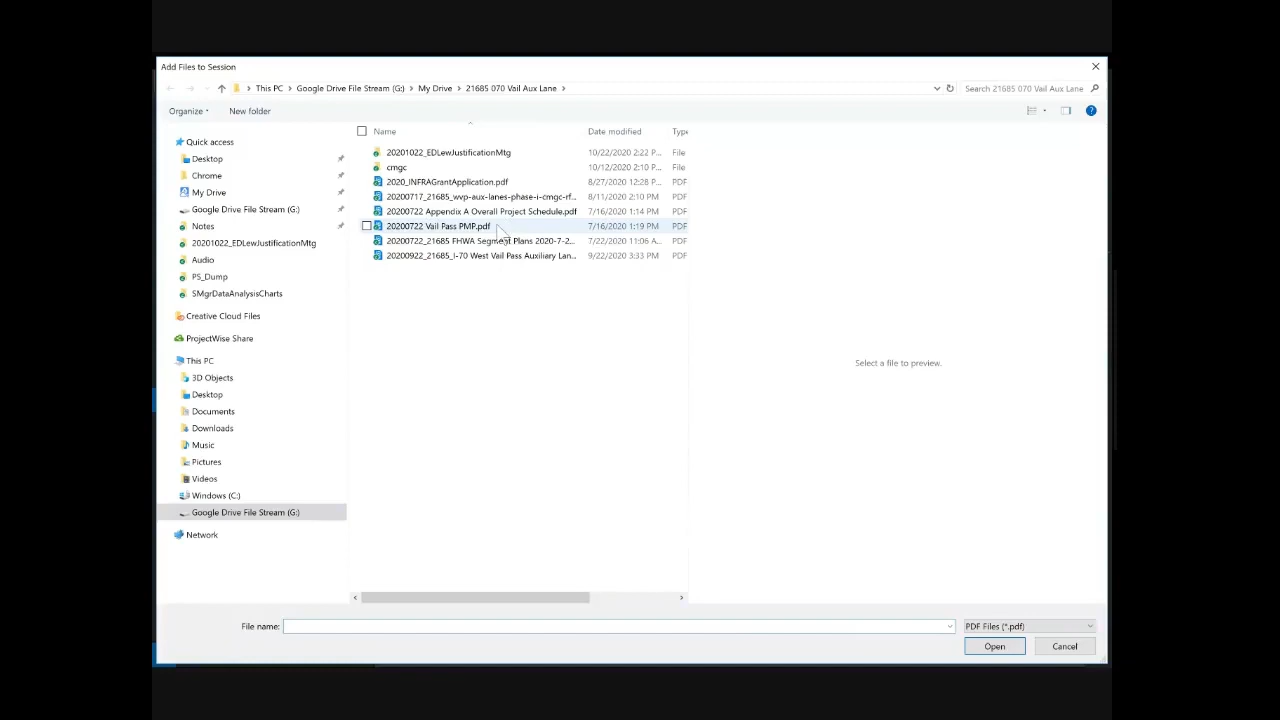 Add Files to Session
This PC > Google Drive File Stream (G:) > My Drive > 21685 070 Vail Aux Lane >
Search 21685 070 Vail Aux Lane
Organize
New folder
Name Date modified Type
20201022_EDLewJustificationMtg 10/22/2020 2:22 P... File
cmgc 10/12/2020 2:10 P... File
2020_INFRAGrantApplication.pdf 8/27/2020 12:28 P... PDF
20200717_21685_wvp-aux-lanes-phase-i-cmgc-rf... 8/11/2020 2:10 PM PDF
20200722 Appendix A Overall Project Schedule.pdf 7/16/2020 1:14 PM PDF
20200722 Vail Pass PMP.pdf 7/16/2020 1:19 PM PDF
20200722_21685 FHWA Segment Plans 2020-7-2... 7/22/2020 11:06 A... PDF
20200922_21685_I-70 West Vail Pass Auxiliary Lan... 9/22/2020 3:33 PM PDF
Quick access
Desktop
Chrome
My Drive
Google Drive File Stream (G:)
Notes
20201022_EDLewJustificationMtg
Audio
PS_Dump
SMgrDataAnalysisCharts
Creative Cloud Files
ProjectWise Share
This PC
3D Objects
Desktop
Documents
Downloads
Music
Pictures
Videos
Windows (C:)
Google Drive File Stream (G:)
Network
Select a file to preview.
File name:
PDF Files (*.pdf)
Open
Cancel